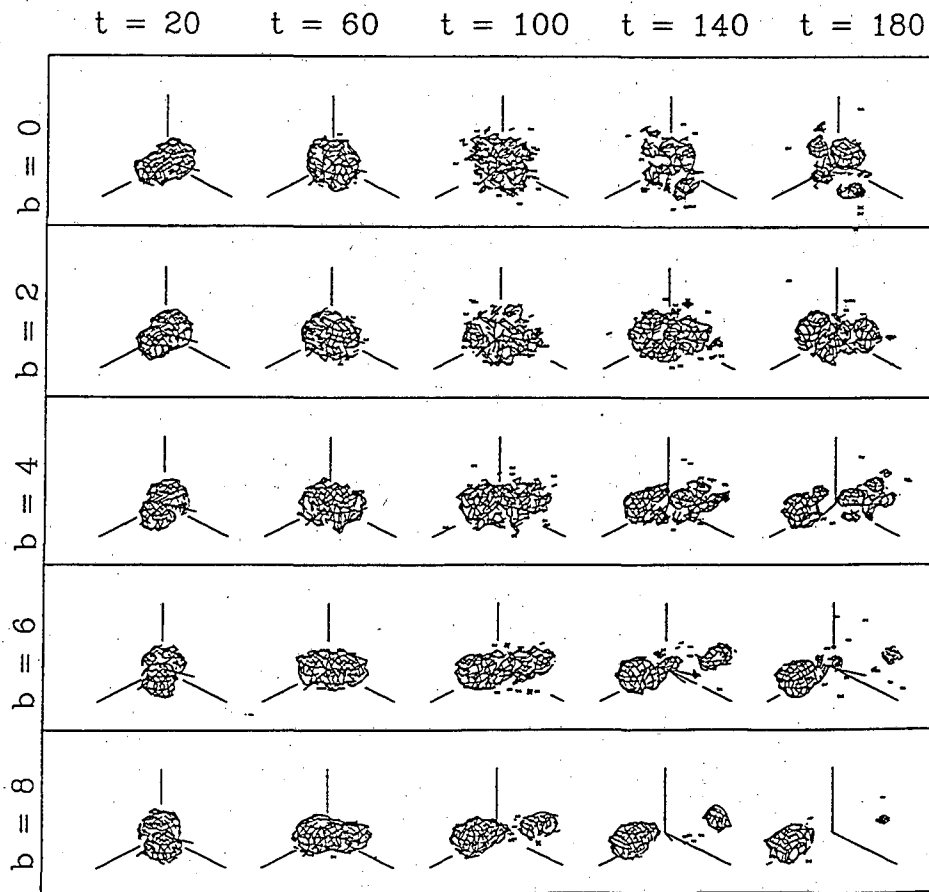 t = 20 t = 60 t = 100 t = 140 t = 180
b = 0
b = 2
b = 4
b = 6
b = 8